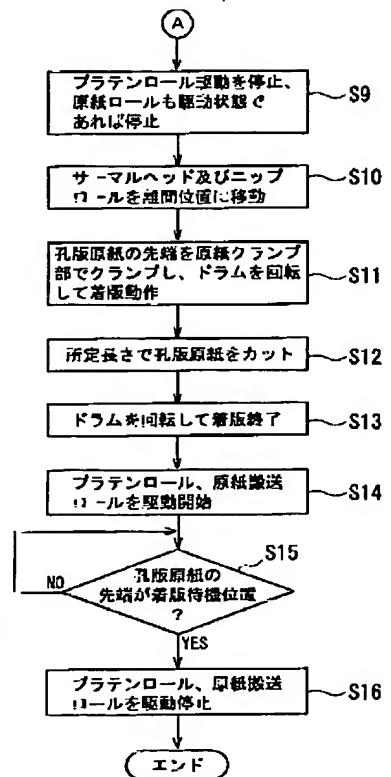 A
プラテンロール駆動を停止、
原紙ロールも駆動状態で
あれば停止
S9
サーマルヘッド及びニップ
ロールを離間位置に移動
S10
孔版原紙の先端を原紙クランプ
部でクランプし、ドラムを回転
して着版動作
S11
所定長さで孔版原紙をカット
S12
ドラムを回転して着版終了
S13
プラテンロール、原紙搬送
ロールを駆動開始
S14
S15
孔版原紙の
先端が着版待機位置
?
NO
YES
プラテンロール、原紙搬送
ロールを駆動停止
S16
エンド